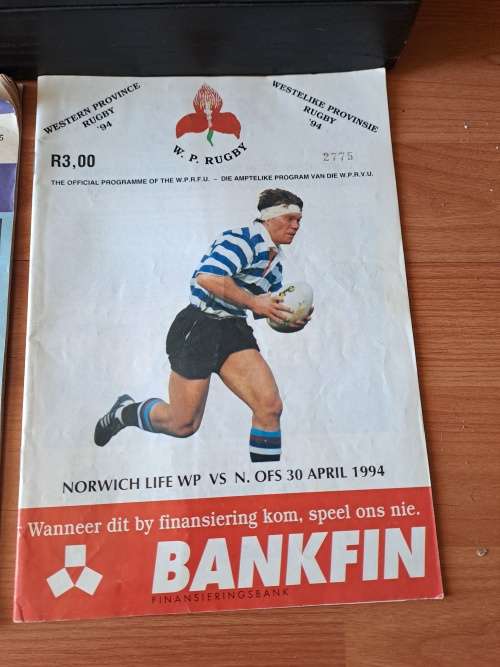 WESTERN PROVINCE
RUGBY
'94
WESTELIKE PROVINSIE
RUGBY
'94
W. P. RUGBY
R3,00
2775
THE OFFICIAL PROGRAMME OF THE W.P.R.F.U. - DIE AMPTELIKE PROGRAM VAN DIE W.P.R.V.U.
NORWICH LIFE WP VS N. OFS 30 APRIL 1994
Wanneer dit by finansiering kom, speel ons nie.
BANKFIN
FINANSIERINGSBANK